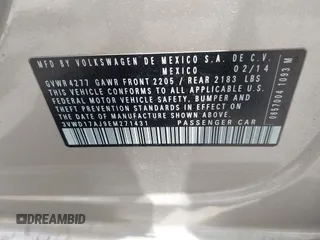 MFD BY VOLKSWAGEN DE MEXICO S.A. DE C.V.
MEXICO 02/14
GVWR 4277 GAWR FRONT 2205 / REAR 2183 LBS
THIS VEHICLE CONFORMS TO ALL APPLICABLE U.S.
FEDERAL MOTOR VEHICLE SAFETY, BUMPER AND
THEFT PREVENTION STANDARDS IN EFFECT ON THE
DATE OF MANUFACTURE SHOWN ABOVE.
3VWD17AJ9EM271431 PASSENGER CAR
0657004 1093 M
DREAMBID